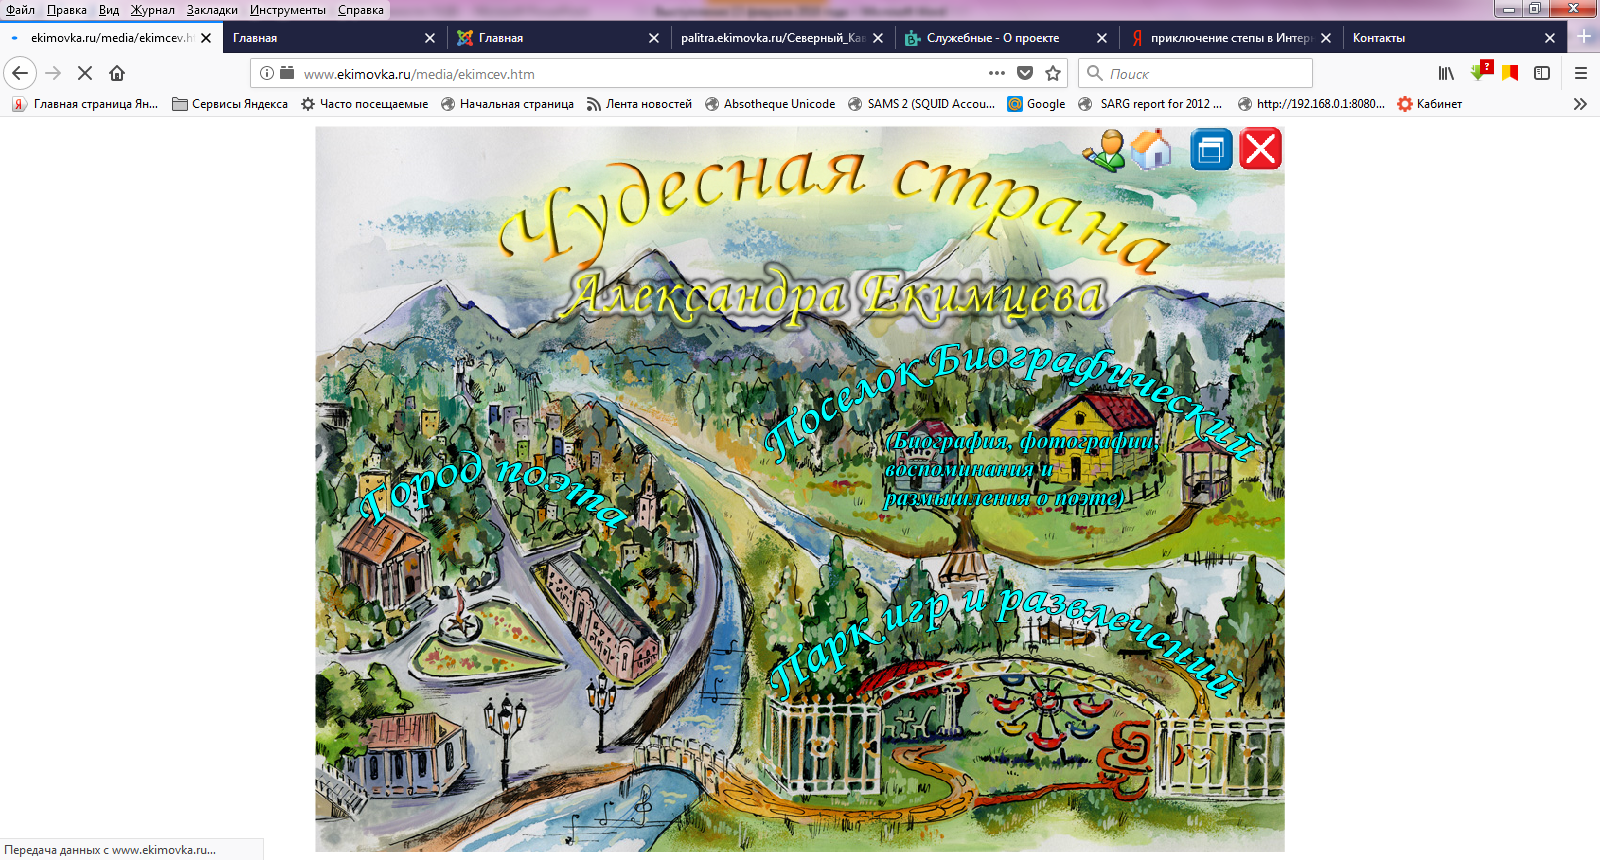 Файл Правка Вид Журнал Закладки Инструменты Справка
ekimovka.ru/media/ekimcev.ht
Главная
Главная
palitra.ekimovka.ru/Северный_Кав
Служебные - О проекте
приключение степы в Интерн
Контакты
www.ekimovka.ru/media/ekimcev.htm
Поиск
Главная страница Ян...
Сервисы Яндекса
Часто посещаемые
Начальная страница
Лента новостей
Absotheque Unicode
SAMS 2 (SQUID Accou...
Google
SARG report for 2012 ...
http://192.168.0.1:8080...
Кабинет
Чудесная страна
Александра Екимцева
Поселок Биографический
(Биография, фотографии,
воспоминания и
размышления о поэте)
Город поэта
Парк игр и развлечений
Передача данных с www.ekimovka.ru...